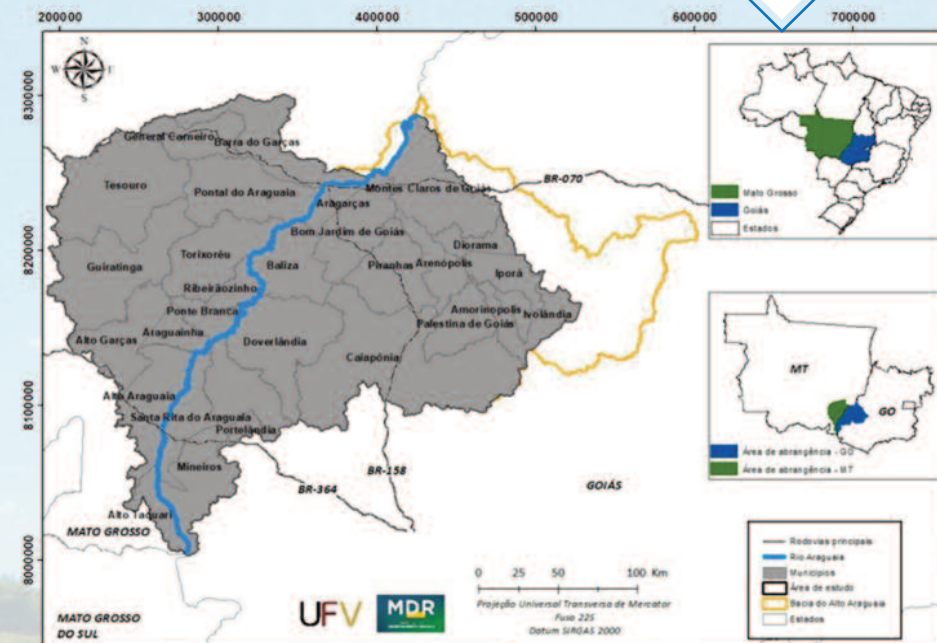 200000 300000 400000 500000 600000 700000
8300000
8200000
8100000
8000000
N
W E
S
General Carneiro
Barra do Garças
Tesouro
Pontal do Araguaia
Montes Claros de Goiás
BR-070
Aragarças
Bom Jardim de Goiás
Diorama
Torixoréu
Guiratinga
Baliza
Piranhas
Arenópolis
Iporá
Ribeirãozinho
Ponte Branca
Amorinópolis
Ivolândia
Palestina de Goiás
Araguainha
Alto Garças
Doverlândia
Caiapônia
Alto Araguaia
Santa Rita do Araguaia
Portelândia
Mineiros
BR-158
BR-364
GOIÁS
Alto Taquari
MATO GROSSO
MATO GROSSO
DO SUL
UFV
MDR
0 25 50 100 Km
Projeção Universal Transversa de Mercator
Fuso 22S
Datum SIRGAS 2000
Mato Grosso
Goiás
Estados
MT
GO
Área de abrangência - GO
Área de abrangência - MT
Rodovias principais
Rio Araguaia
Municípios
Área de estudo
Bacia do Alto Araguaia
Estados